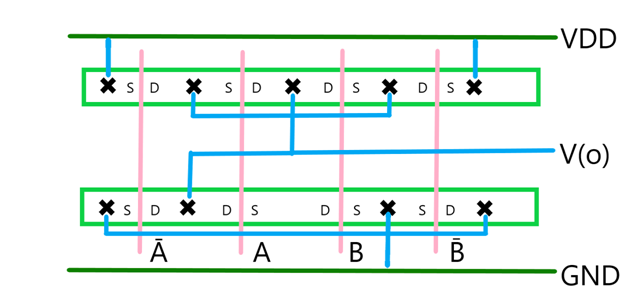 VDD
S D S D D S D S
V(o)
S D D S D S S D
Ā A B B̄
GND